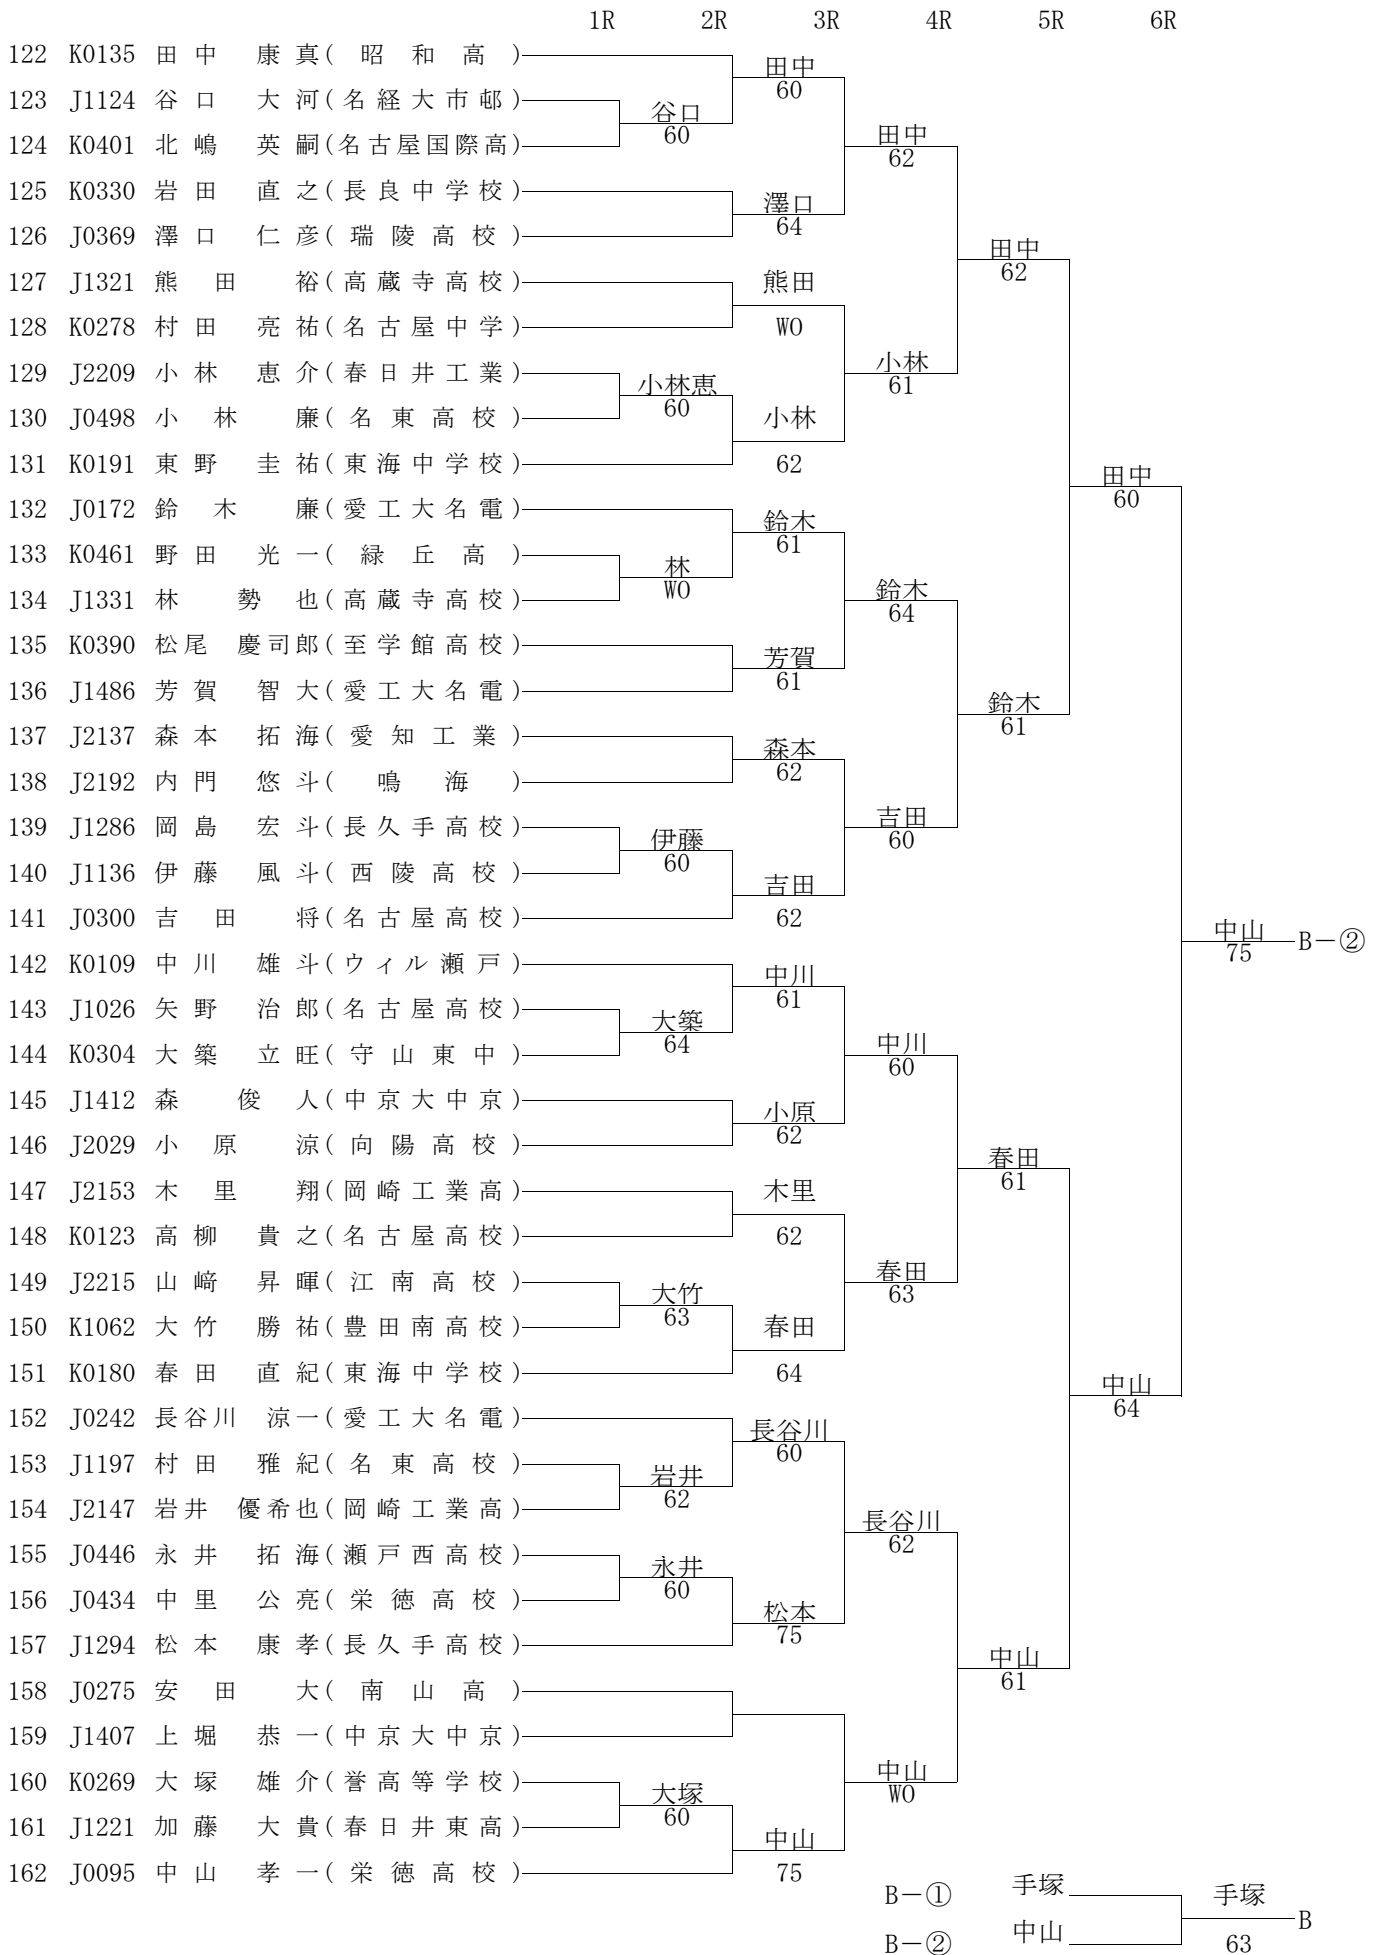 1R 2R 3R 4R 5R 6R
122 K0135 田中 康真(昭和高)
田中
60
123 J1124 谷口 大河(名経大市邨)
谷口
60
124 K0401 北嶋 英嗣(名古屋国際高)
田中
62
125 K0330 岩田 直之(長良中学校)
澤口
64
126 J0369 澤口 仁彦(瑞陵高校)
田中
62
127 J1321 熊田 裕(高蔵寺高校)
熊田
128 K0278 村田 亮祐(名古屋中学)
WO
129 J2209 小林 恵介(春日井工業)
小林
61
小林恵
60
130 J0498 小林 廉(名東高校)
小林
131 K0191 東野 圭祐(東海中学校)
62
田中
60
132 J0172 鈴木 廉(愛工大名電)
鈴木
61
133 K0461 野田 光一(緑丘高)
林
WO
134 J1331 林 勢也(高蔵寺高校)
鈴木
64
135 K0390 松尾 慶司郎(至学館高校)
芳賀
61
136 J1486 芳賀 智大(愛工大名電)
鈴木
61
137 J2137 森本 拓海(愛知工業)
森本
62
138 J2192 内門 悠斗(鳴海)
吉田
60
139 J1286 岡島 宏斗(長久手高校)
伊藤
60
140 J1136 伊藤 風斗(西陵高校)
吉田
141 J0300 吉田 将(名古屋高校)
62
中山
75
B－②
142 K0109 中川 雄斗(ウィル瀬戸)
中川
61
143 J1026 矢野 治郎(名古屋高校)
大築
64
144 K0304 大築 立旺(守山東中)
中川
60
145 J1412 森 俊人(中京大中京)
小原
62
146 J2029 小原 涼(向陽高校)
春田
61
147 J2153 木里 翔(岡崎工業高)
木里
148 K0123 高柳 貴之(名古屋高校)
62
春田
63
149 J2215 山﨑 昇暉(江南高校)
大竹
63
150 K1062 大竹 勝祐(豊田南高校)
春田
151 K0180 春田 直紀(東海中学校)
64
中山
64
152 J0242 長谷川 涼一(愛工大名電)
長谷川
60
153 J1197 村田 雅紀(名東高校)
岩井
62
154 J2147 岩井 優希也(岡崎工業高)
長谷川
62
155 J0446 永井 拓海(瀬戸西高校)
永井
60
156 J0434 中里 公亮(栄徳高校)
松本
75
157 J1294 松本 康孝(長久手高校)
中山
61
158 J0275 安田 大(南山高)
159 J1407 上堀 恭一(中京大中京)
中山
WO
160 K0269 大塚 雄介(誉高等学校)
大塚
60
161 J1221 加藤 大貴(春日井東高)
中山
162 J0095 中山 孝一(栄徳高校)
75
B－① 手塚
手塚
B
B－② 中山
63